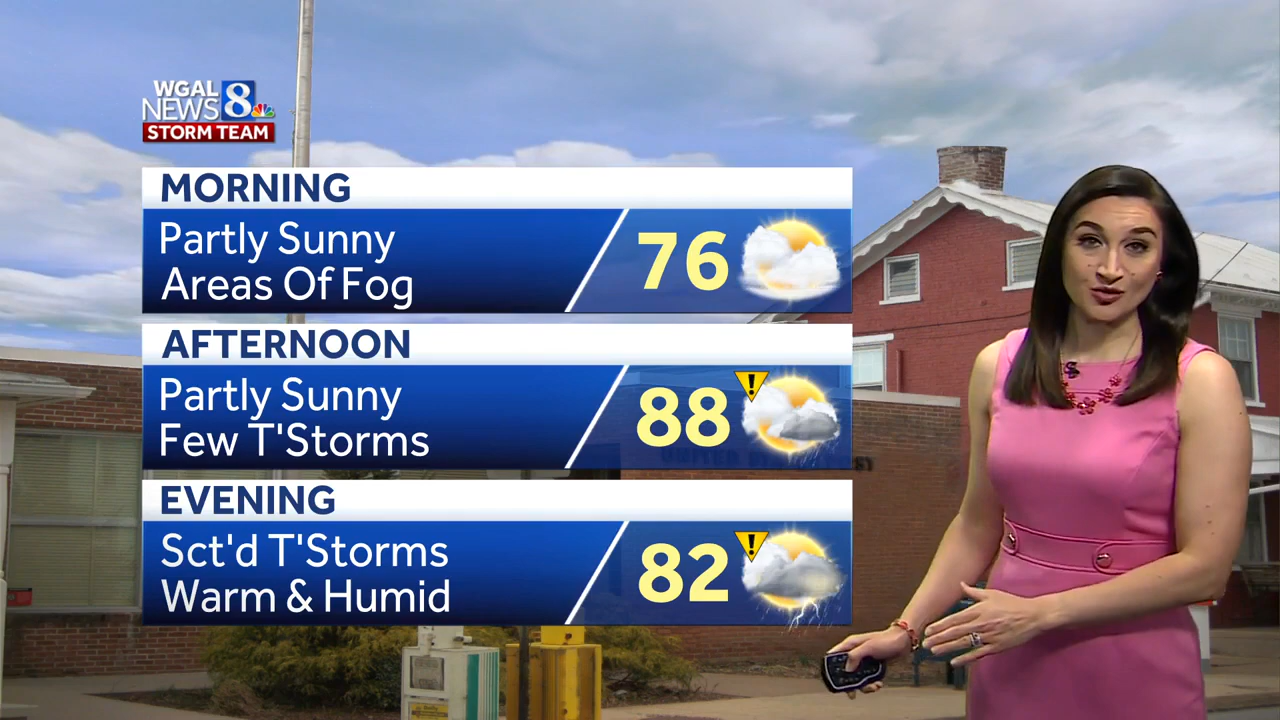 WGAL
NEWS 8
STORM TEAM
MORNING
Partly Sunny
Areas Of Fog
76
AFTERNOON
Partly Sunny
Few T'Storms
88
!
EVENING
Sct'd T'Storms
Warm & Humid
82
!